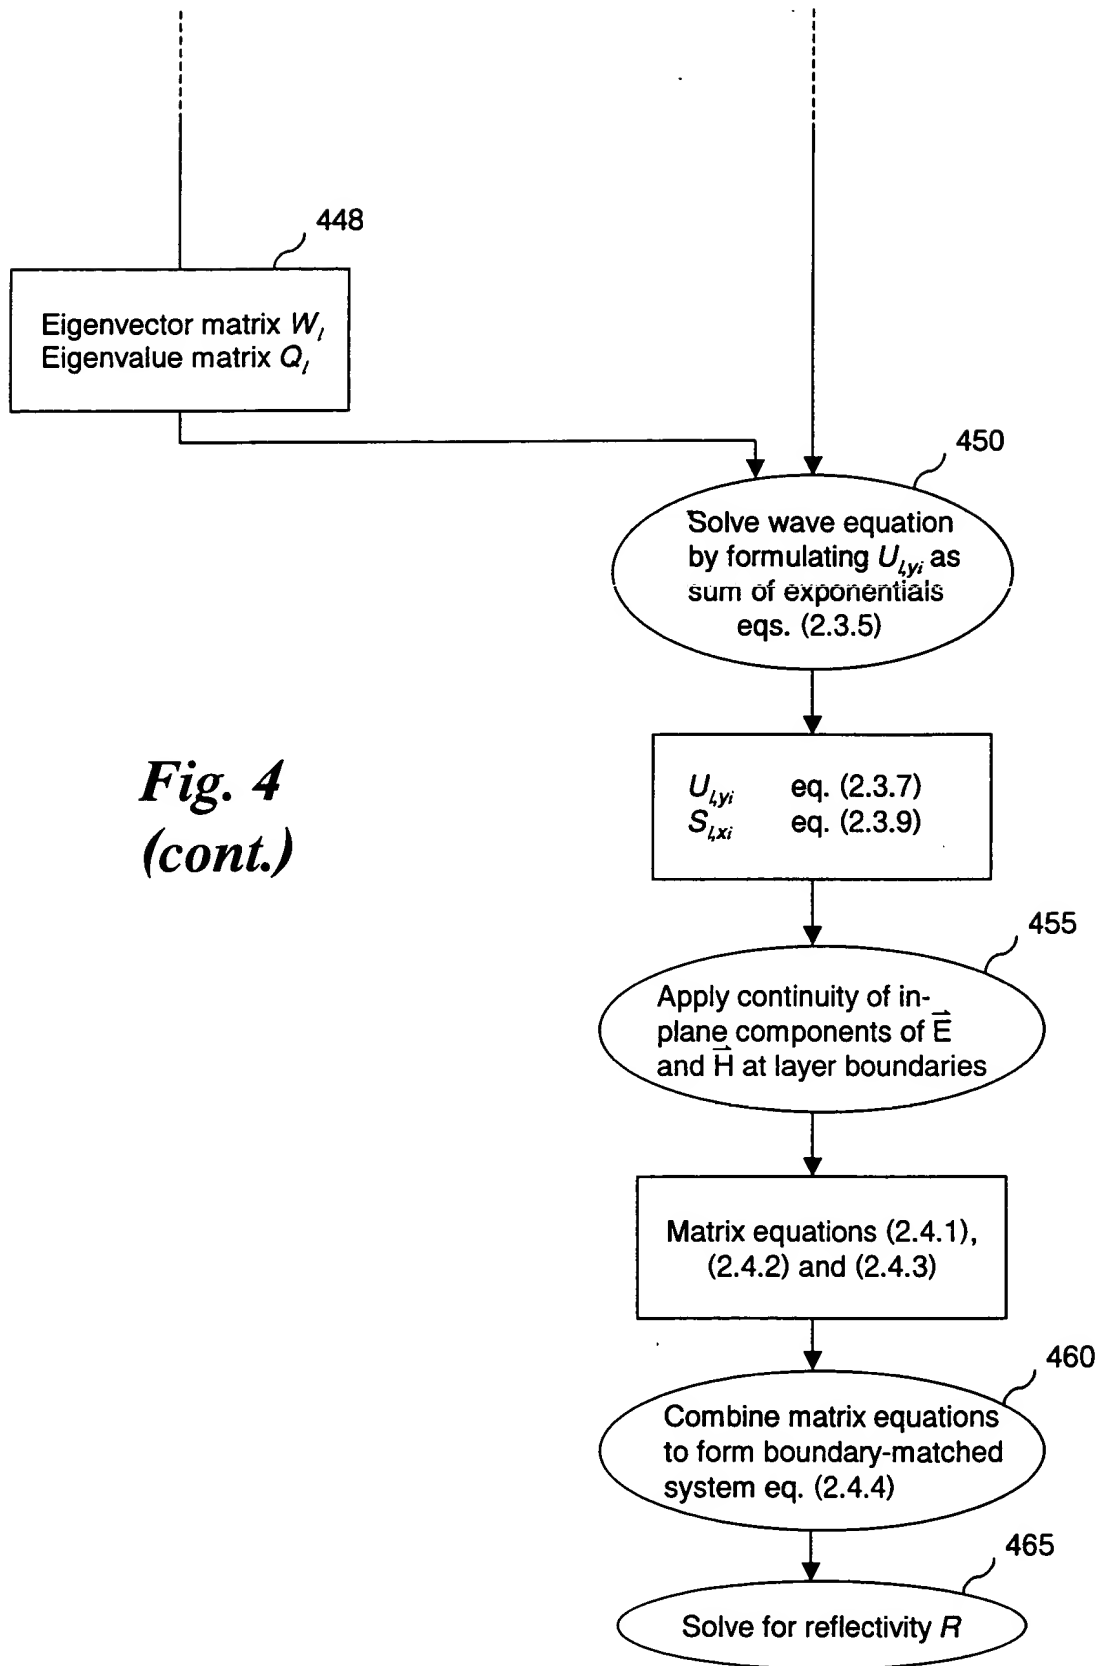 448
Eigenvector matrix W_l
Eigenvalue matrix Q_l
450
Solve wave equation
by formulating U_{l,yi} as
sum of exponentials
eqs. (2.3.5)
Fig. 4
(cont.)
U_{l,yi} eq. (2.3.7)
S_{l,xi} eq. (2.3.9)
455
Apply continuity of in-
plane components of E⃗
and H⃗ at layer boundaries
Matrix equations (2.4.1),
(2.4.2) and (2.4.3)
460
Combine matrix equations
to form boundary-matched
system eq. (2.4.4)
465
Solve for reflectivity R